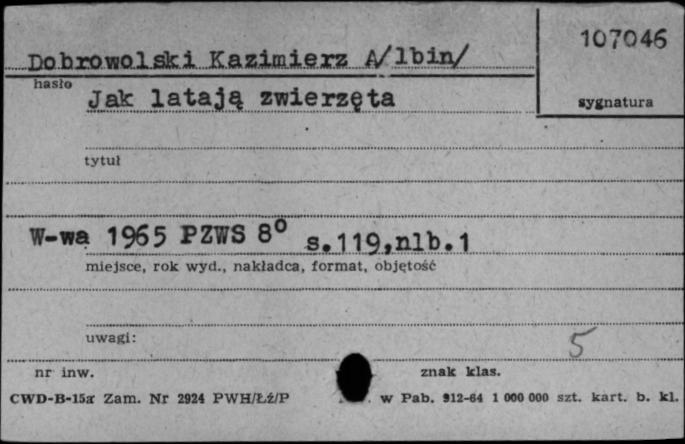 107046
Dobrowolski Kazimierz A/lbin/
hasło
sygnatura
Jak latają zwierzęta
tytuł
W-wa 1965 PZWS 8° s.119,nlb.1
miejsce, rok wyd., nakładca, format, objętość
uwagi:
5
nr inw.
znak klas.
CWD-B-15a Zam. Nr 2924 PWH/Łź/P
w Pab. 912-64 1 000 000 szt. kart. b. kl.